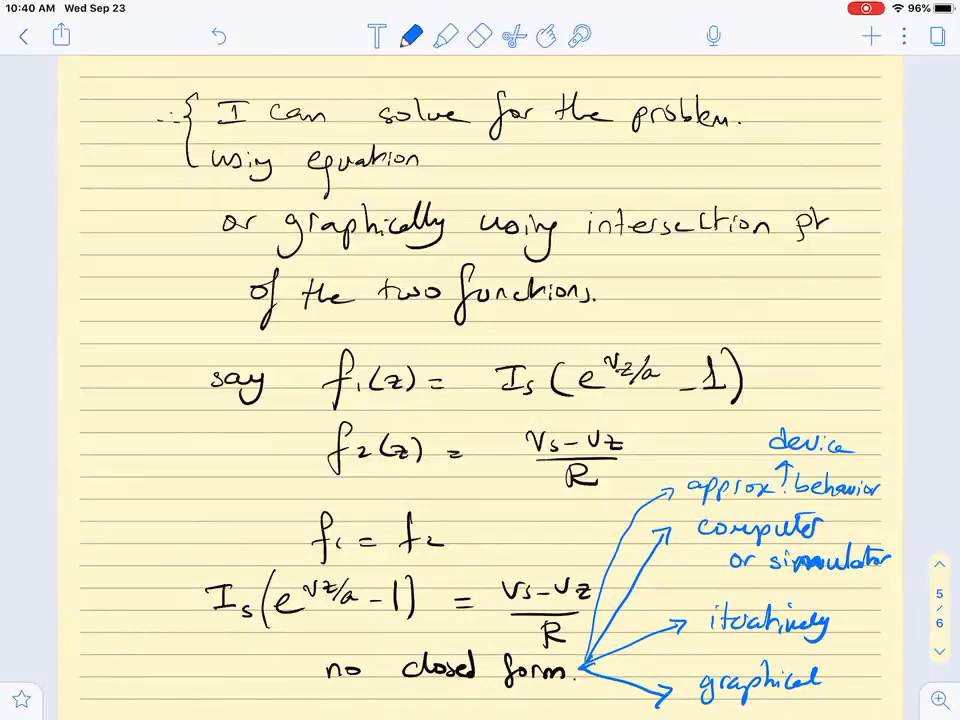 10:40 AM Wed Sep 23
96%
∴ { I can solve for the problem.
using equation
or graphically using intersection pt
of the two functions.
say f1(z) = Is (e^Vz/a - 1)
f2(z) = Vs - Vz / R
device
approx. behavior
f1 = f2
computer
or simulator
Is (e^Vz/a - 1) = Vs - Vz / R
iteratively
no closed form.
graphical
5
/
6